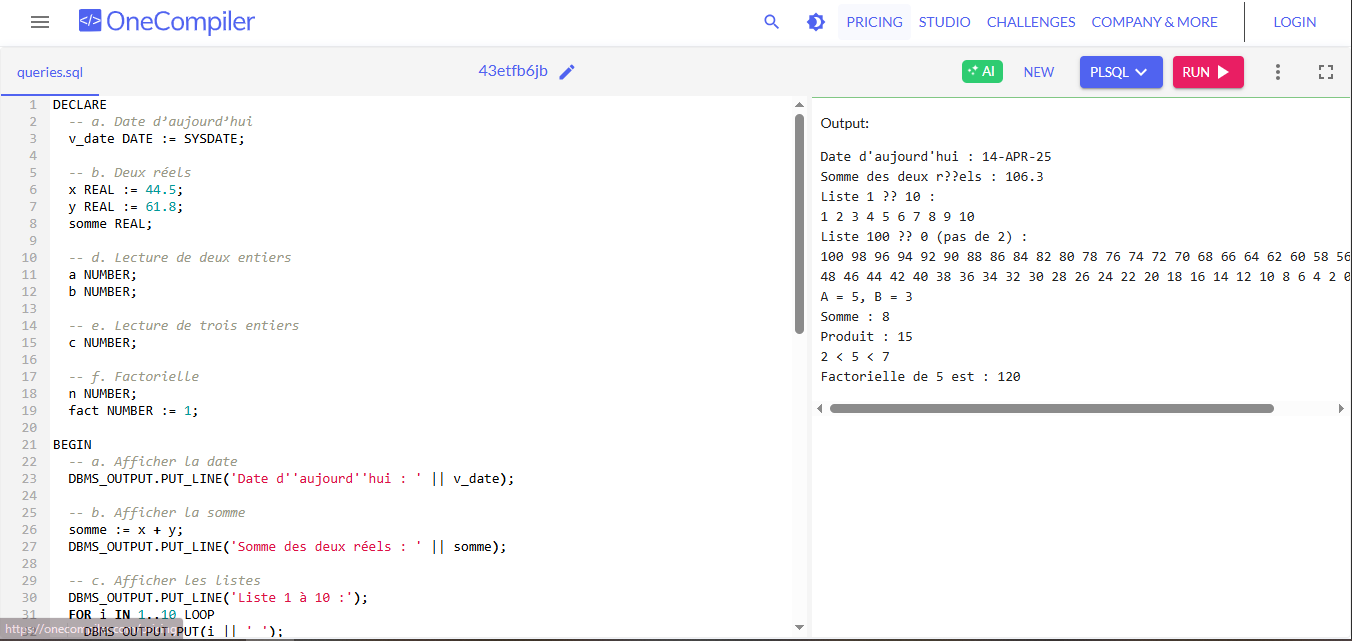 </> OneCompiler
PRICING STUDIO CHALLENGES COMPANY & MORE LOGIN
queries.sql
43etfb6jb
AI NEW PLSQL RUN
1 DECLARE
2 -- a. Date d’aujourd’hui
3 v_date DATE := SYSDATE;
4
5 -- b. Deux réels
6 x REAL := 44.5;
7 y REAL := 61.8;
8 somme REAL;
9
10 -- d. Lecture de deux entiers
11 a NUMBER;
12 b NUMBER;
13
14 -- e. Lecture de trois entiers
15 c NUMBER;
16
17 -- f. Factorielle
18 n NUMBER;
19 fact NUMBER := 1;
20
21 BEGIN
22 -- a. Afficher la date
23 DBMS_OUTPUT.PUT_LINE('Date d''aujourd''hui : ' || v_date);
24
25 -- b. Afficher la somme
26 somme := x + y;
27 DBMS_OUTPUT.PUT_LINE('Somme des deux réels : ' || somme);
28
29 -- c. Afficher les listes
30 DBMS_OUTPUT.PUT_LINE('Liste 1 à 10 :');
31 FOR i IN 1..10 LOOP
DBMS_OUTPUT.PUT(i || ' ');
Output:
Date d'aujourd'hui : 14-APR-25
Somme des deux r??els : 106.3
Liste 1 ?? 10 :
1 2 3 4 5 6 7 8 9 10
Liste 100 ?? 0 (pas de 2) :
100 98 96 94 92 90 88 86 84 82 80 78 76 74 72 70 68 66 64 62 60 58 56
48 46 44 42 40 38 36 34 32 30 28 26 24 22 20 18 16 14 12 10 8 6 4 2 0
A = 5, B = 3
Somme : 8
Produit : 15
2 < 5 < 7
Factorielle de 5 est : 120